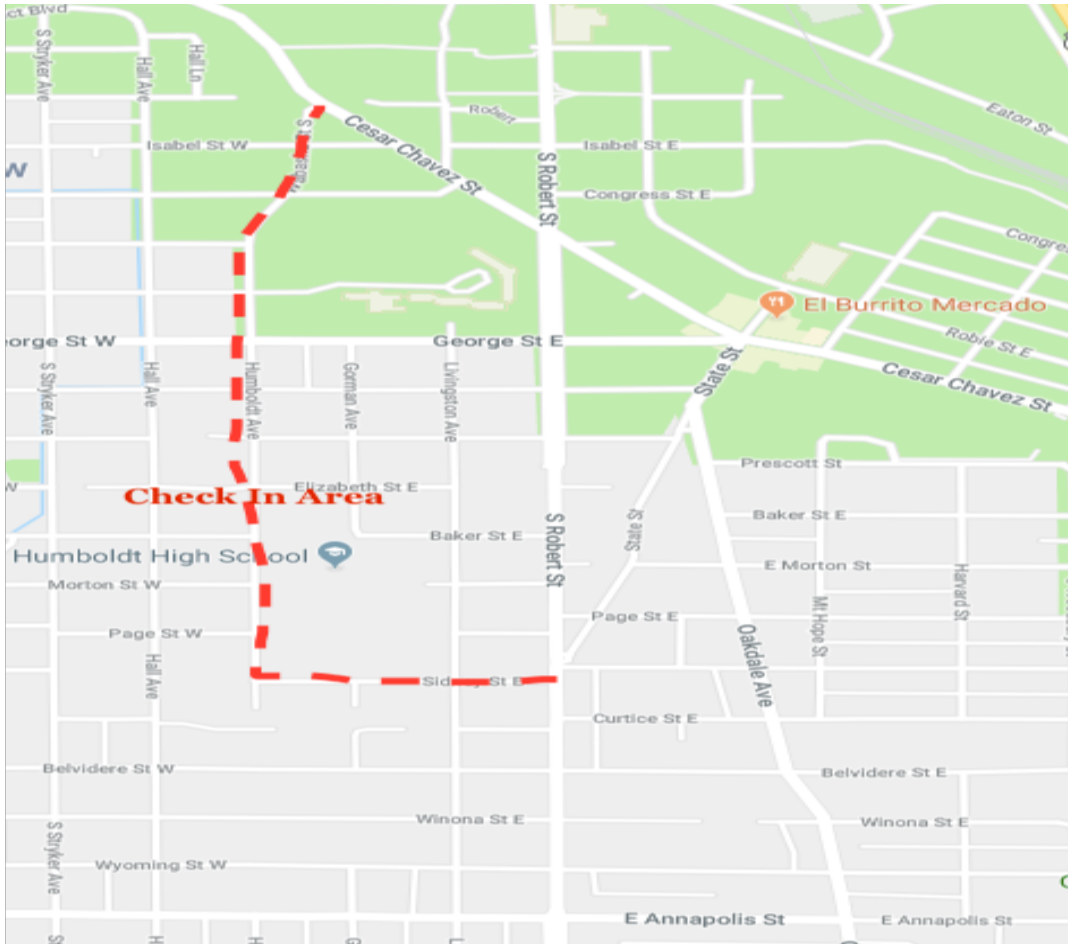 ct Blvd
S Stryker Ave
Hall Ave
Hall Ln
Robert
Eaton St
Isabel St W
Cesar Chavez St
S Robert St
Isabel St E
W
Congress St E
Congres
El Burrito Mercado
Roble St E
eorge St W
George St E
State St
Cesar Chavez St
S Stryker Ave
Hall Ave
Humboldt Ave
Gorman Ave
Livingston Ave
Prescott St
W
Check In Area
Elizabeth St E
Baker St E
S Robert St
State St
Baker St E
Humboldt High School
E Morton St
Morton St W
Harvard St
Mt Hope St
Page St E
Page St W
Oakdale Ave
Hall Ave
Sidney St E
Curtice St E
Belvidere St W
Belvidere St E
Winona St E
Winona St E
S Stryker Ave
Wyoming St W
E Annapolis St
E Annapolis St